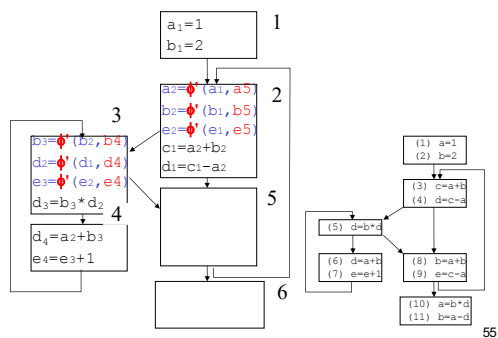 1
a₁=1
b₁=2
2
a₂=ϕ'(a₁,a5)
b₂=ϕ'(b₁,b5)
e₂=ϕ'(e₁,e5)
c₁=a₂+b₂
d₁=c₁-a₂
3
b₃=ϕ'(b₂,b4)
d₂=ϕ'(d₁,d4)
e₃=ϕ'(e₂,e4)
d₃=b₃*d₂
4
d₄=a₂+b₃
e₄=e₃+1
5
6
(1) a=1
(2) b=2
(3) c=a+b
(4) d=c-a
(5) d=b*d
(6) d=a+b
(7) e=e+1
(8) b=a+b
(9) e=c-a
(10) a=b*d
(11) b=a-d
55